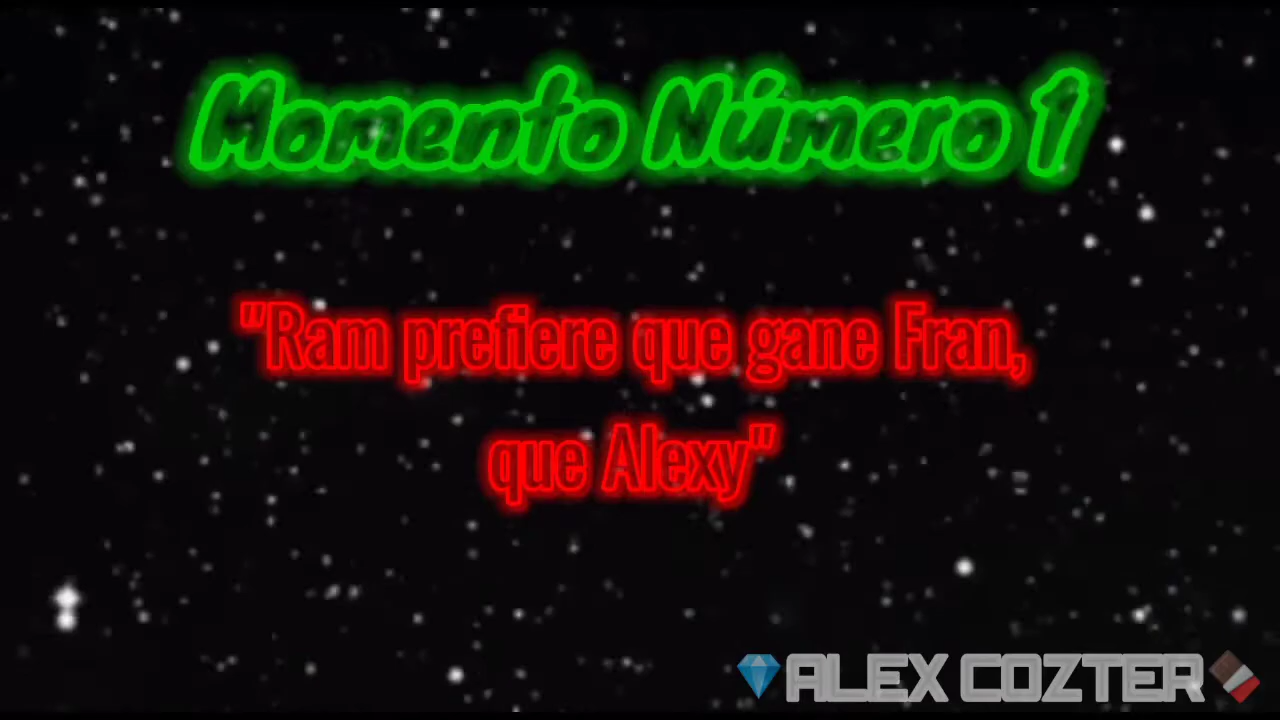 Momento Número 1
"Ram prefiere que gane Fran,
que Alexy"
ALEX COZTER